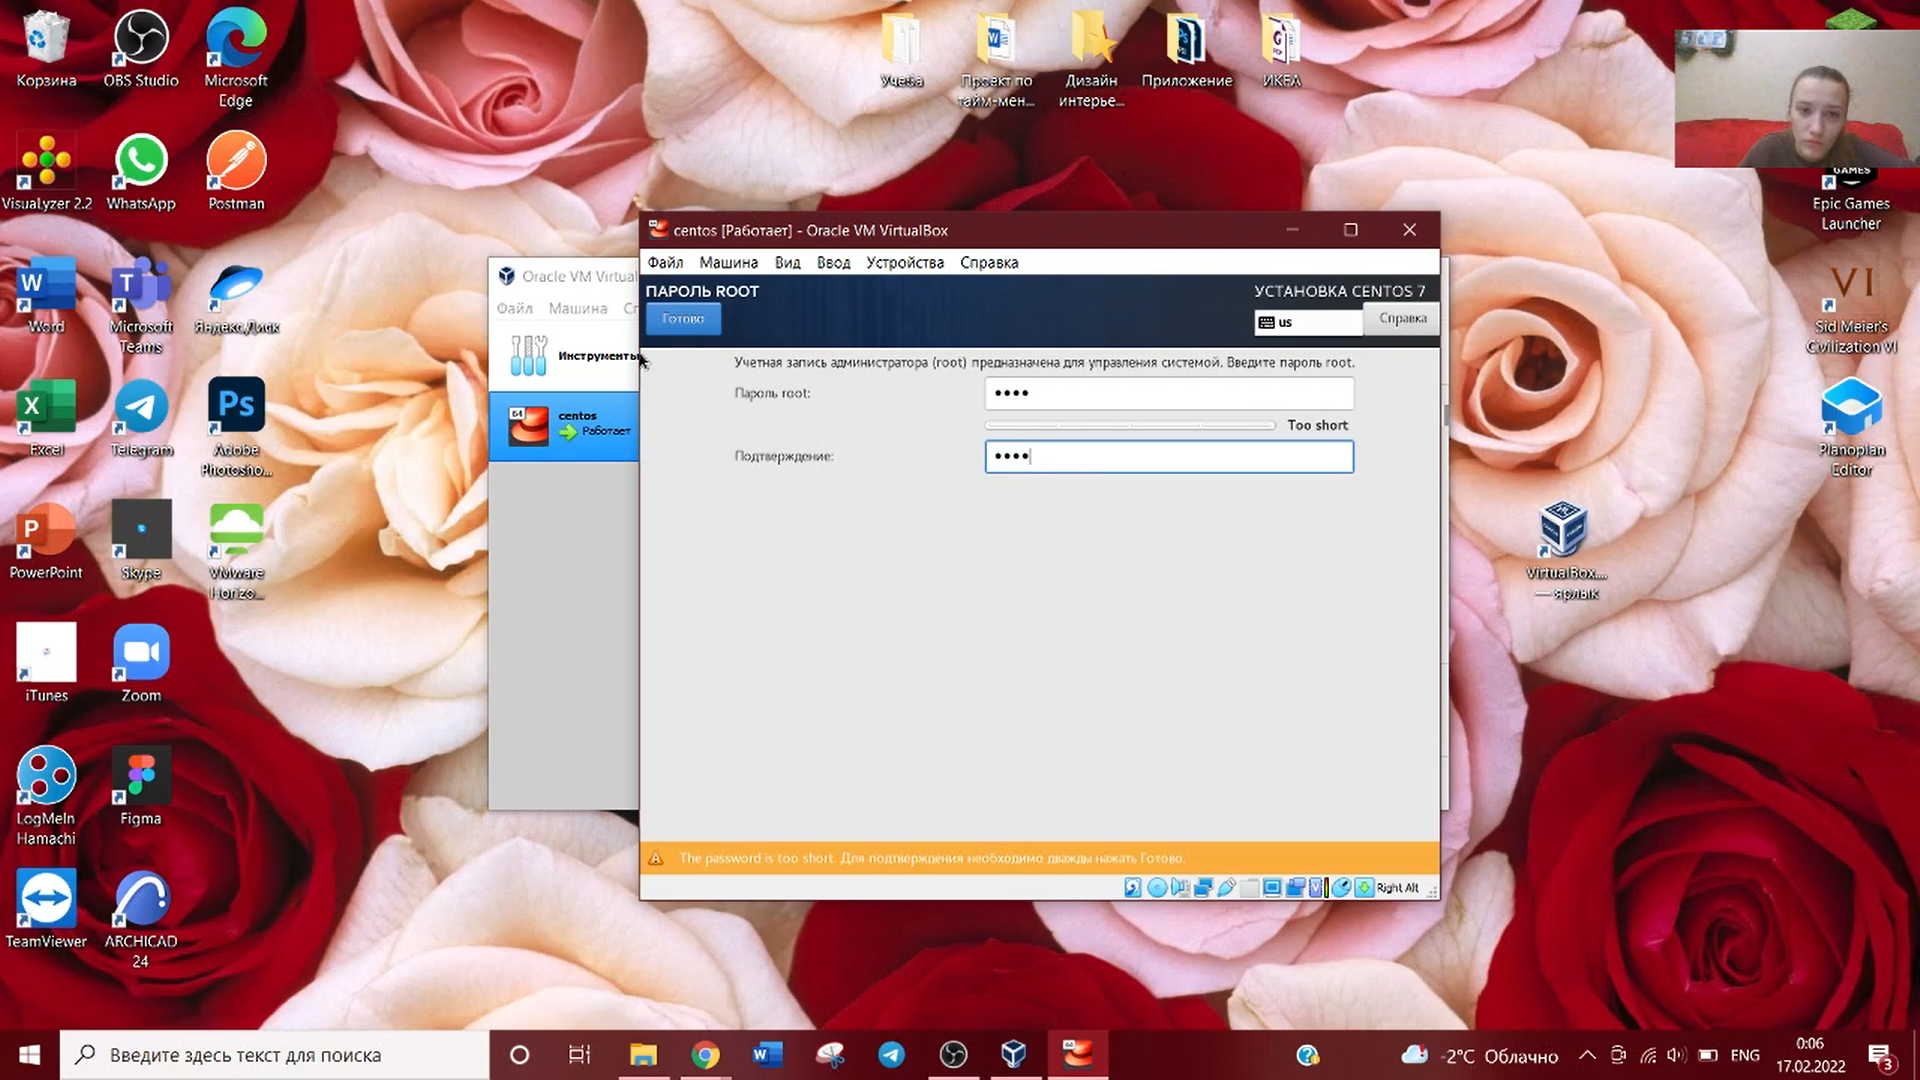 Корзина
OBS Studio
Microsoft
Edge
Учеба
Проект по
тайм-мен...
Дизайн
интерье...
Приложение
ИКЕА
VisuaLyzer 2.2
WhatsApp
Postman
GAMES
Epic Games
Launcher
Word
Microsoft
Teams
Яндекс.Диск
Sid Meier's
Civilization VI
Excel
Telegram
Ps
Adobe
Photosho...
Planoplan
Editor
PowerPoint
Skype
VMware
Horizo...
VirtualBox....
— ярлык
iTunes
Zoom
LogMeIn
Hamachi
Figma
TeamViewer
ARCHICAD
24
Oracle VM Virtual
Файл Машина
Инструменты
64
centos
Работает
centos [Работает] - Oracle VM VirtualBox
Файл Машина Вид Ввод Устройства Справка
ПАРОЛЬ ROOT
УСТАНОВКА CENTOS 7
Готово
us
Справка
Учетная запись администратора (root) предназначена для управления системой. Введите пароль root.
Пароль root:
••••
Too short
Подтверждение:
••••
The password is too short. Для подтверждения необходимо дважды нажать Готово.
Right Alt
Введите здесь текст для поиска
-2°C Облачно
ENG
0:06
17.02.2022
3